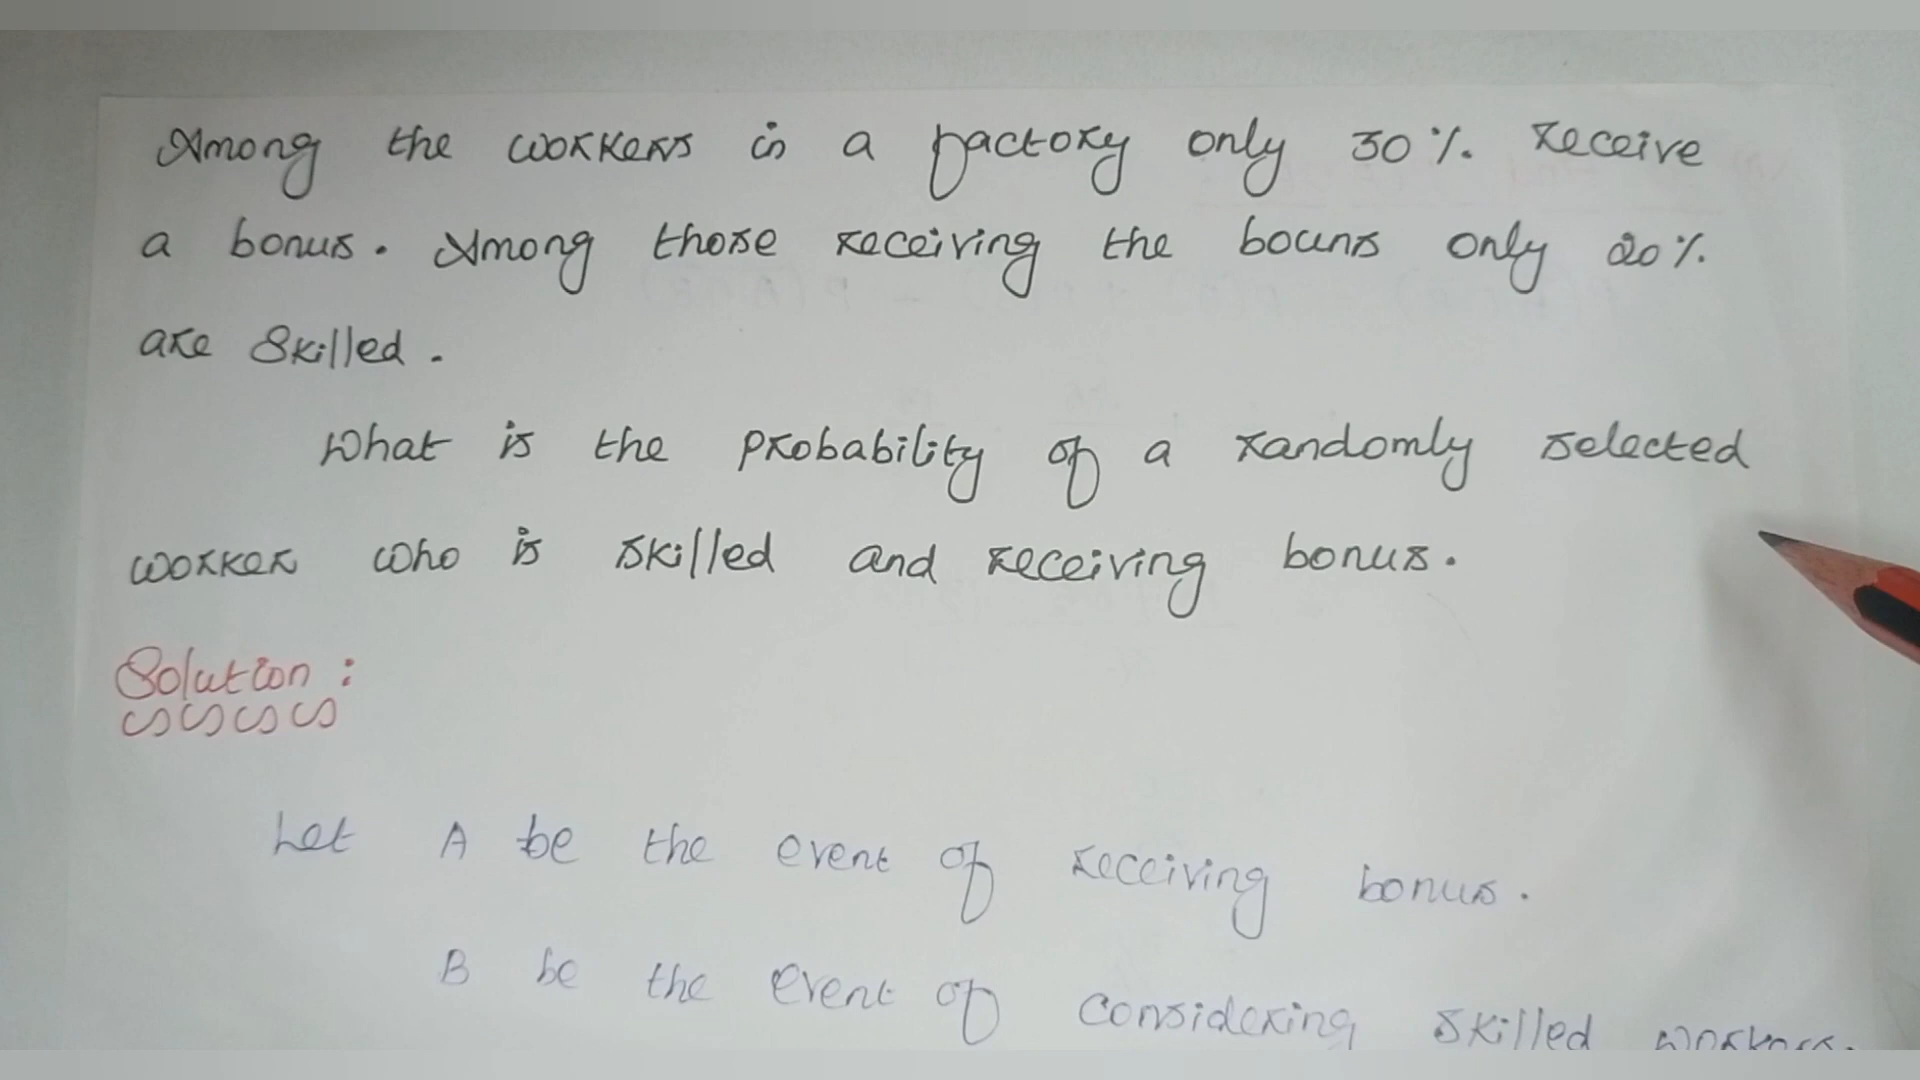 Among the workers in a factory only 30%. receive
a bonus. Among those receiving the bouns only 20%.
are skilled.
What is the probability of a randomly selected
worker who is skilled and receiving bonus.
Solution :
Let A be the event of receiving bonus.
B be the event of considering skilled workers.